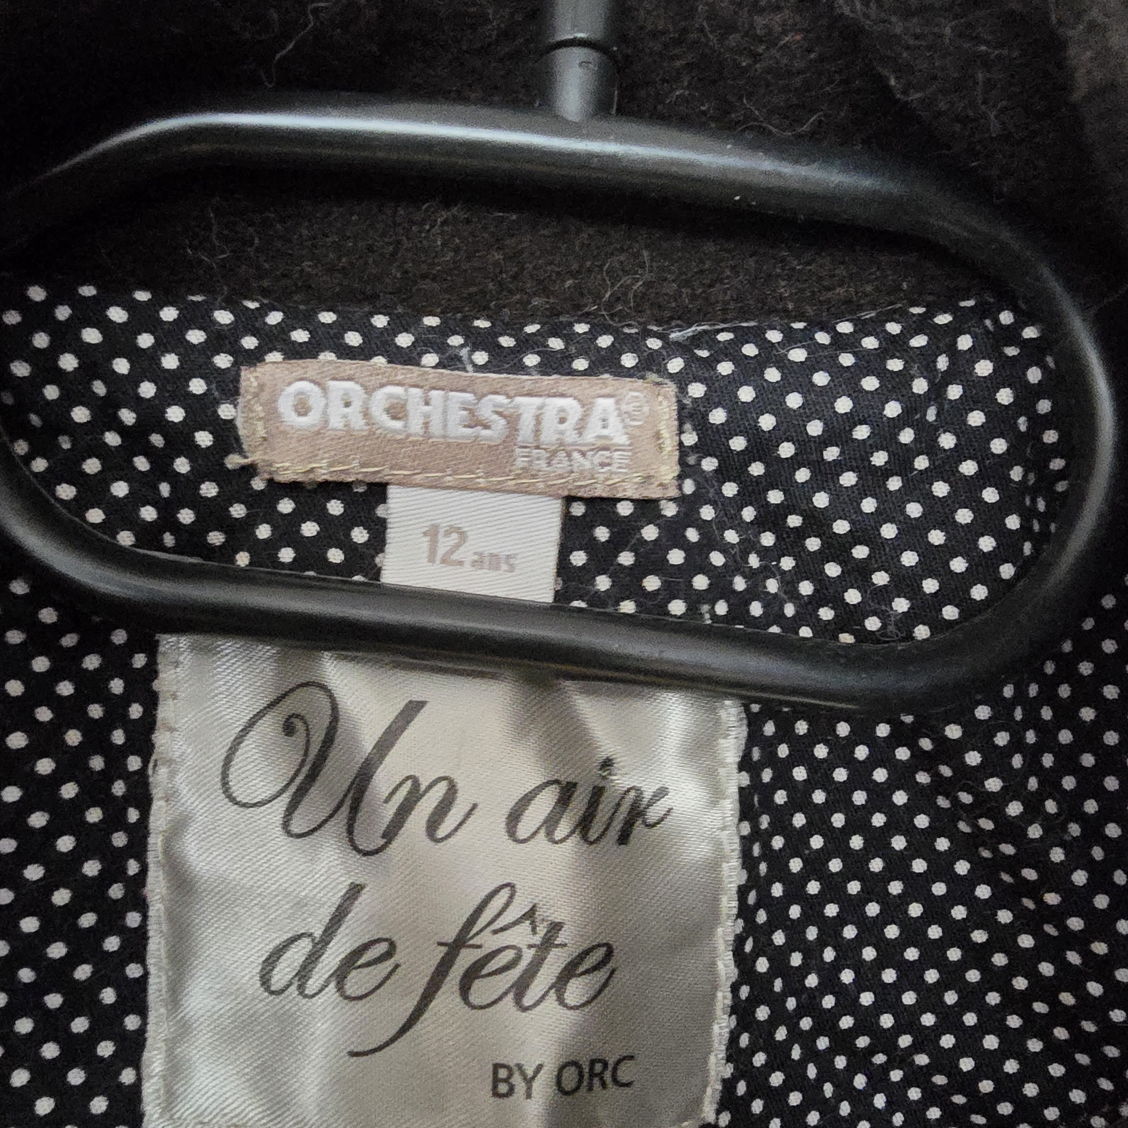 ORCHESTRA®
FRANCE
12 ans
Un air
de fête
BY ORC